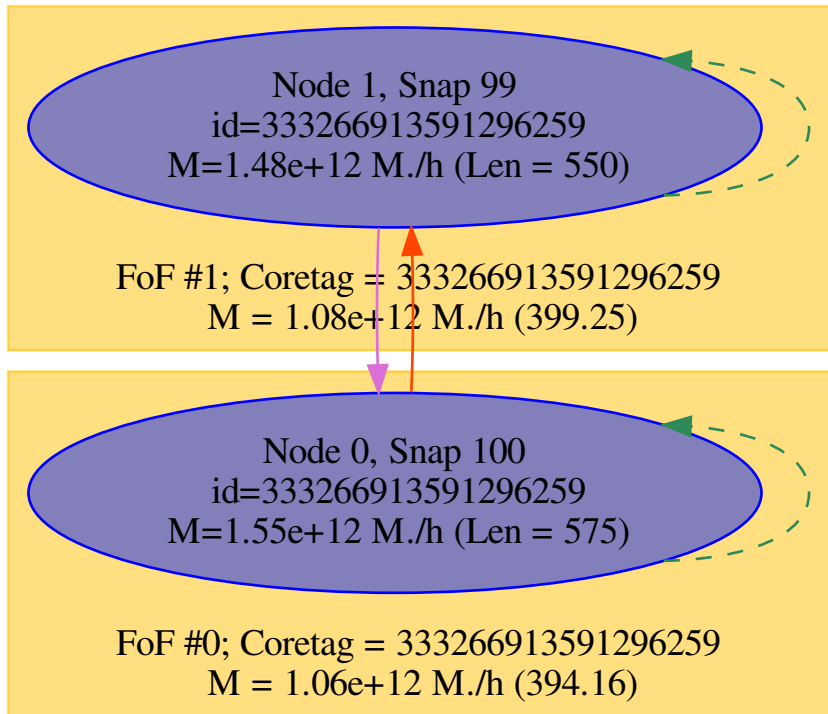 Node 1, Snap 99
id=333266913591296259
M=1.48e+12 M./h (Len = 550)
FoF #1; Coretag = 333266913591296259
M = 1.08e+12 M./h (399.25)
Node 0, Snap 100
id=333266913591296259
M=1.55e+12 M./h (Len = 575)
FoF #0; Coretag = 333266913591296259
M = 1.06e+12 M./h (394.16)